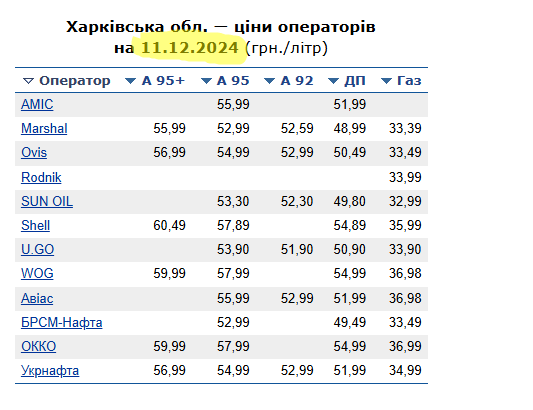 Харківська обл. — ціни операторів
на 11.12.2024 (грн./літр)
Оператор А 95+ А 95 А 92 ДП Газ
AMIC 55,99 51,99
Marshal 55,99 52,99 52,59 48,99 33,39
Ovis 56,99 54,99 52,99 50,49 33,49
Rodnik 33,99
SUN OIL 53,30 52,30 49,80 32,99
Shell 60,49 57,89 54,89 35,99
U.GO 53,90 51,90 50,90 33,90
WOG 59,99 57,99 54,99 36,98
Авіас 55,99 52,99 51,99 36,98
БРСМ-Нафта 52,99 49,49 33,49
ОККО 59,99 57,99 54,99 36,99
Укрнафта 56,99 54,99 52,99 51,99 34,99